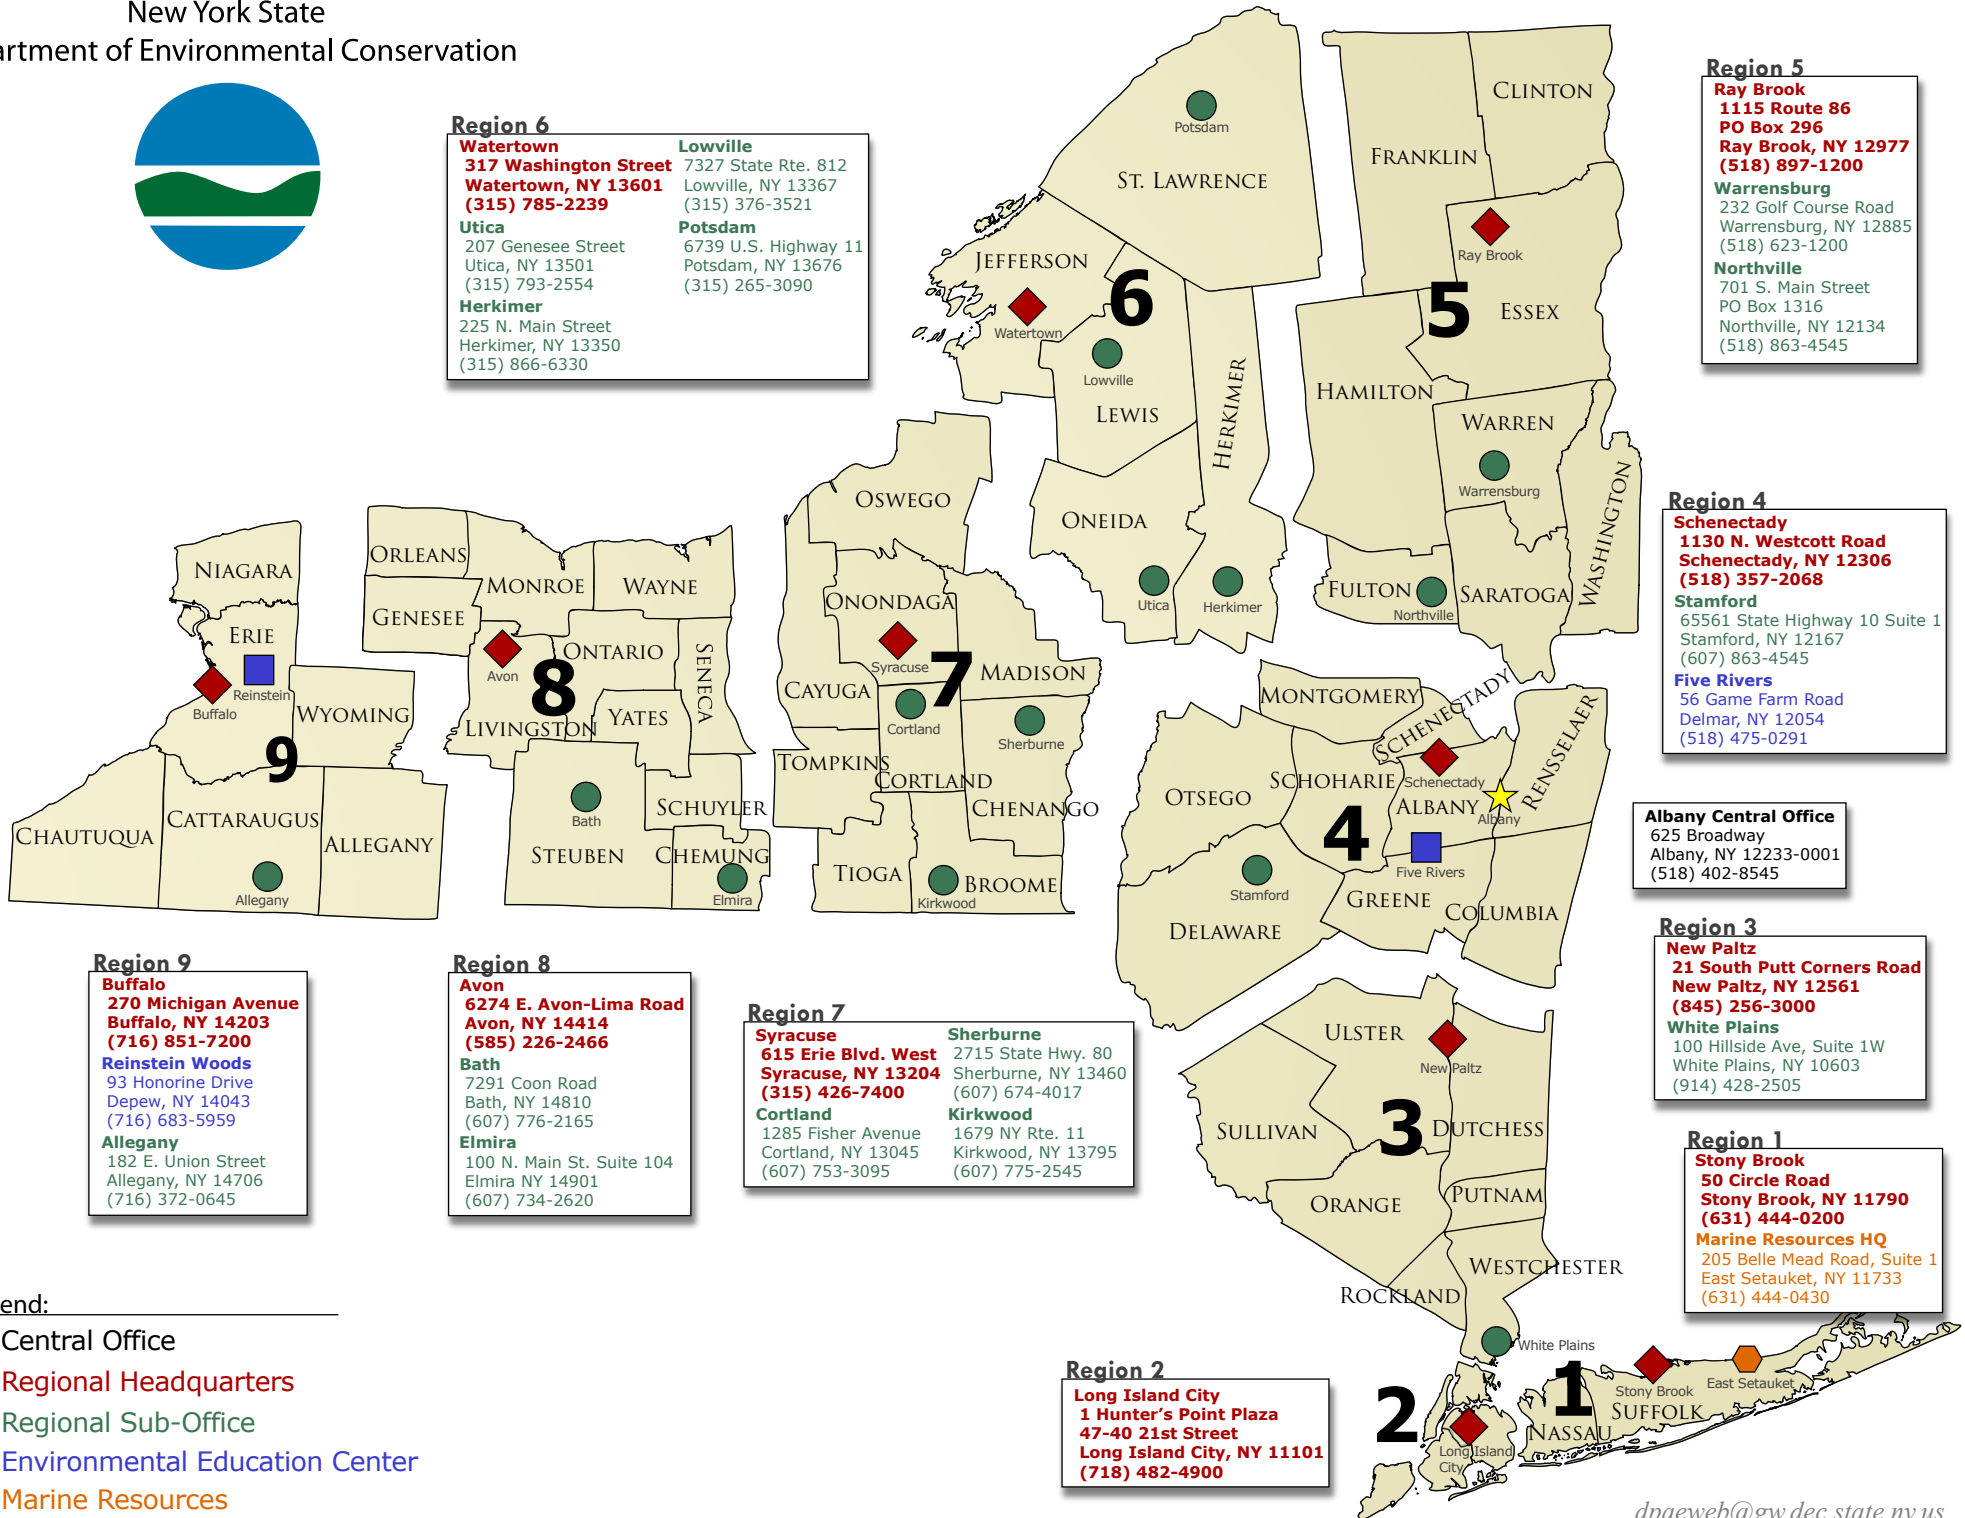 New York State
artment of Environmental Conservation
Region 6
Watertown
317 Washington Street
Watertown, NY 13601
(315) 785-2239
Utica
207 Genesee Street
Utica, NY 13501
(315) 793-2554
Herkimer
225 N. Main Street
Herkimer, NY 13350
(315) 866-6330
Lowville
7327 State Rte. 812
Lowville, NY 13367
(315) 376-3521
Potsdam
6739 U.S. Highway 11
Potsdam, NY 13676
(315) 265-3090
Region 5
Ray Brook
1115 Route 86
PO Box 296
Ray Brook, NY 12977
(518) 897-1200
Warrensburg
232 Golf Course Road
Warrensburg, NY 12885
(518) 623-1200
Northville
701 S. Main Street
PO Box 1316
Northville, NY 12134
(518) 863-4545
Region 4
Schenectady
1130 N. Westcott Road
Schenectady, NY 12306
(518) 357-2068
Stamford
65561 State Highway 10 Suite 1
Stamford, NY 12167
(607) 863-4545
Five Rivers
56 Game Farm Road
Delmar, NY 12054
(518) 475-0291
Albany Central Office
625 Broadway
Albany, NY 12233-0001
(518) 402-8545
Region 3
New Paltz
21 South Putt Corners Road
New Paltz, NY 12561
(845) 256-3000
White Plains
100 Hillside Ave, Suite 1W
White Plains, NY 10603
(914) 428-2505
Region 1
Stony Brook
50 Circle Road
Stony Brook, NY 11790
(631) 444-0200
Marine Resources HQ
205 Belle Mead Road, Suite 1
East Setauket, NY 11733
(631) 444-0430
Region 2
Long Island City
1 Hunter's Point Plaza
47-40 21st Street
Long Island City, NY 11101
(718) 482-4900
Region 7
Syracuse
615 Erie Blvd. West
Syracuse, NY 13204
(315) 426-7400
Cortland
1285 Fisher Avenue
Cortland, NY 13045
(607) 753-3095
Sherburne
2715 State Hwy. 80
Sherburne, NY 13460
(607) 674-4017
Kirkwood
1679 NY Rte. 11
Kirkwood, NY 13795
(607) 775-2545
Region 8
Avon
6274 E. Avon-Lima Road
Avon, NY 14414
(585) 226-2466
Bath
7291 Coon Road
Bath, NY 14810
(607) 776-2165
Elmira
100 N. Main St. Suite 104
Elmira NY 14901
(607) 734-2620
Region 9
Buffalo
270 Michigan Avenue
Buffalo, NY 14203
(716) 851-7200
Reinstein Woods
93 Honorine Drive
Depew, NY 14043
(716) 683-5959
Allegany
182 E. Union Street
Allegany, NY 14706
(716) 372-0645
St. Lawrence
Potsdam
Jefferson
Watertown
6
Lowville
Lewis
Herkimer
Oneida
Utica
Herkimer
Franklin
Clinton
Ray Brook
5
Essex
Hamilton
Warren
Warrensburg
Washington
Fulton
Northville
Saratoga
Oswego
Onondaga
Syracuse
7
Madison
Cayuga
Cortland
Sherburne
Tompkins
Cortland
Chenango
Tioga
Kirkwood
Broome
Orleans
Monroe
Wayne
Genesee
Avon
8
Ontario
Seneca
Livingston
Yates
Bath
Schuyler
Steuben
Chemung
Elmira
Niagara
Erie
Reinstein
Buffalo
Wyoming
9
Chautuqua
Cattaraugus
Allegany
Allegany
Montgomery
Schenectady
Schenectady
Rensselaer
Otsego
Schoharie
4
Albany
Albany
Five Rivers
Stamford
Greene
Columbia
Delaware
Ulster
New Paltz
Sullivan
3
Dutchess
Orange
Putnam
Westchester
Rockland
White Plains
2
Long Island
City
1
Nassau
Stony Brook
Suffolk
East Setauket
end:
Central Office
Regional Headquarters
Regional Sub-Office
Environmental Education Center
Marine Resources
dpaeweb@gw.dec.state.ny.us